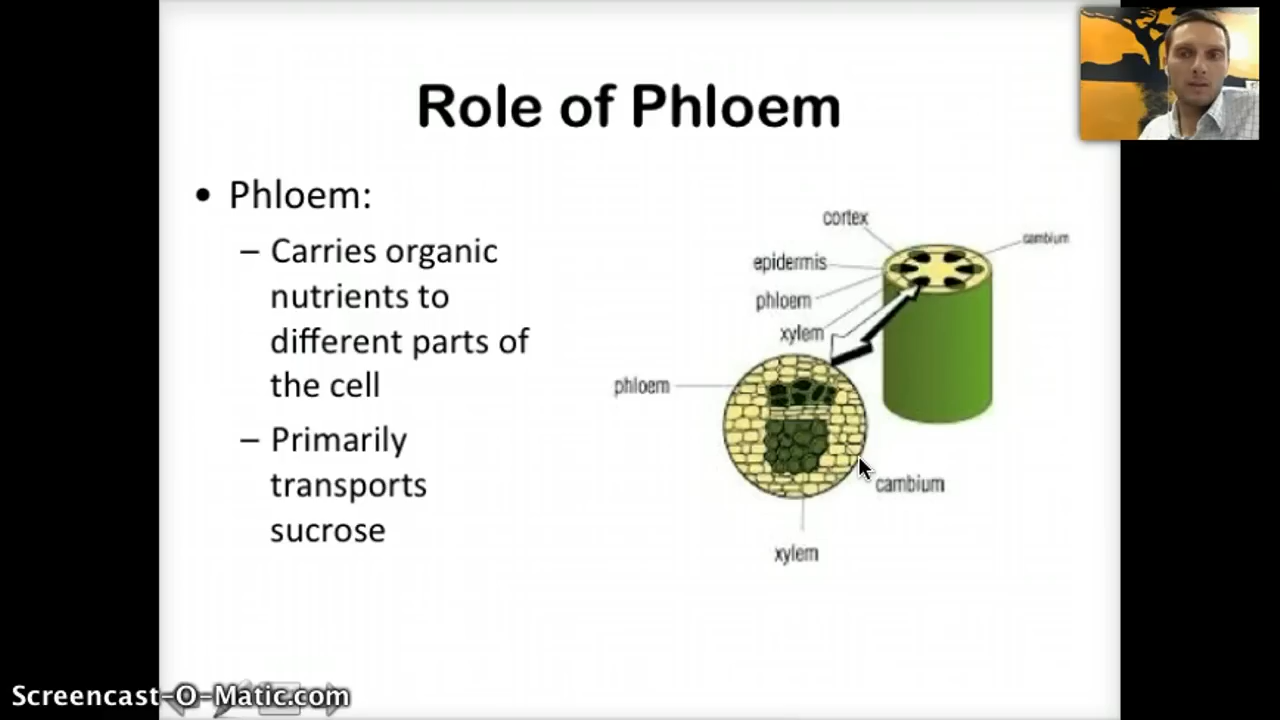 Role of Phloem
• Phloem:
– Carries organic
nutrients to
different parts of
the cell
– Primarily
transports
sucrose
cortex
cambium
epidermis
phloem
xylem
phloem
cambium
xylem
Screencast-O-Matic.com